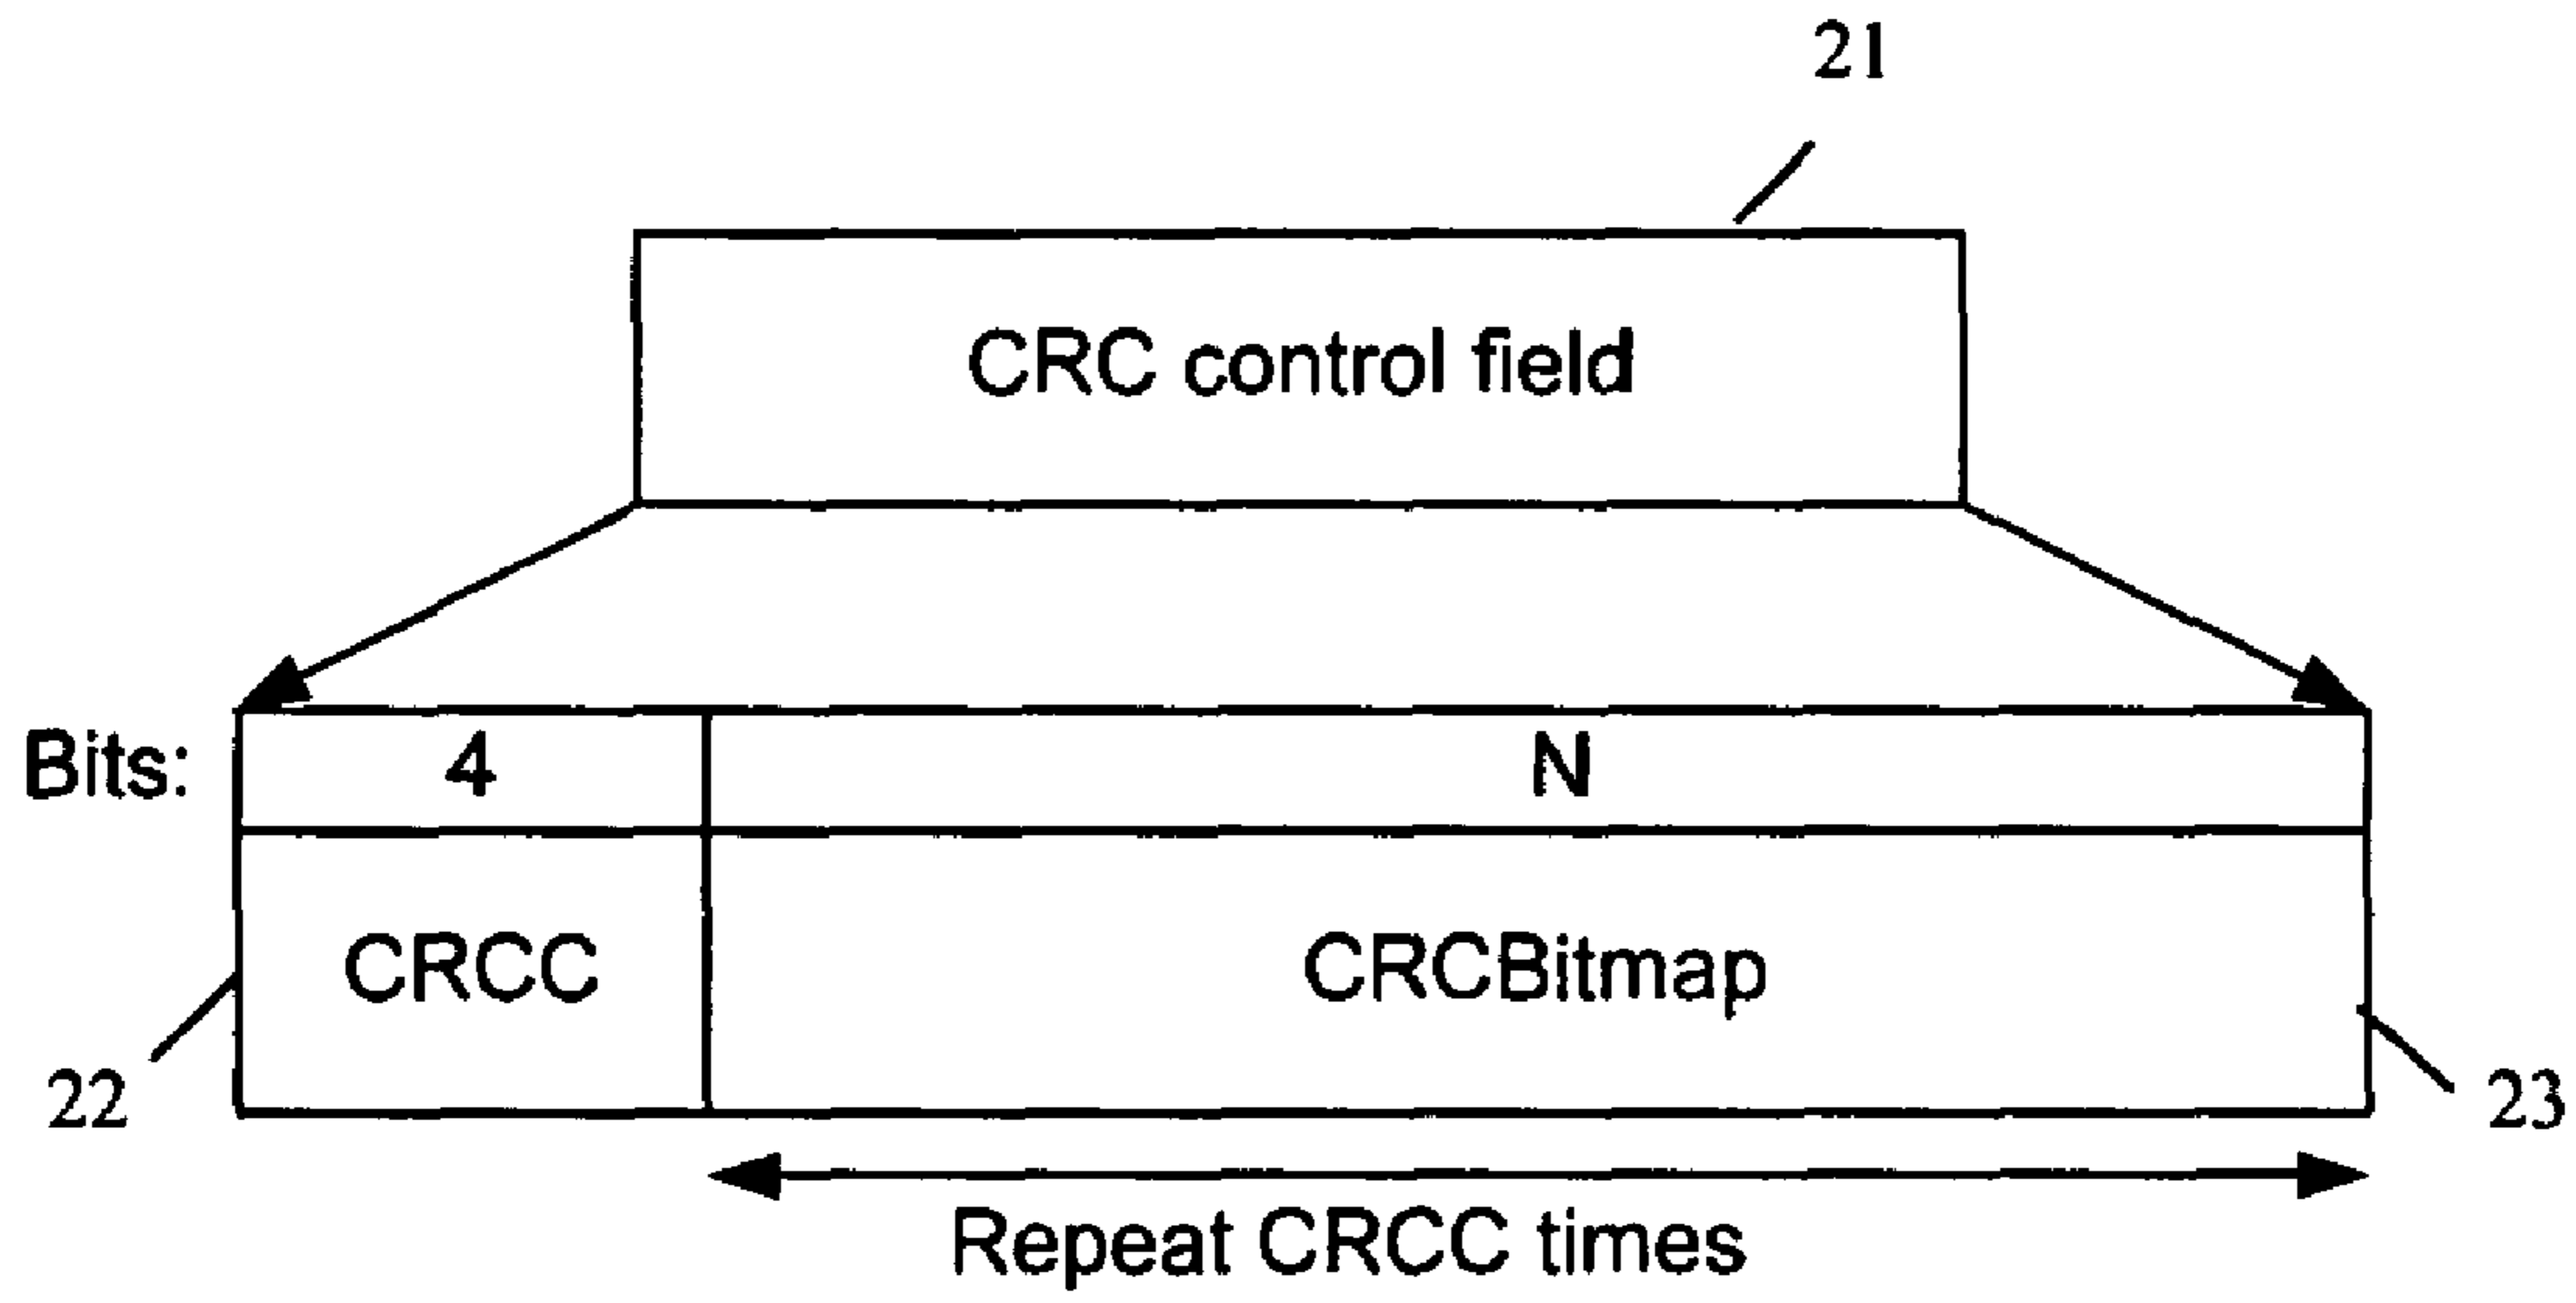 21
CRC control field
Bits: 4 N
CRCC CRCBitmap
22 23
Repeat CRCC times